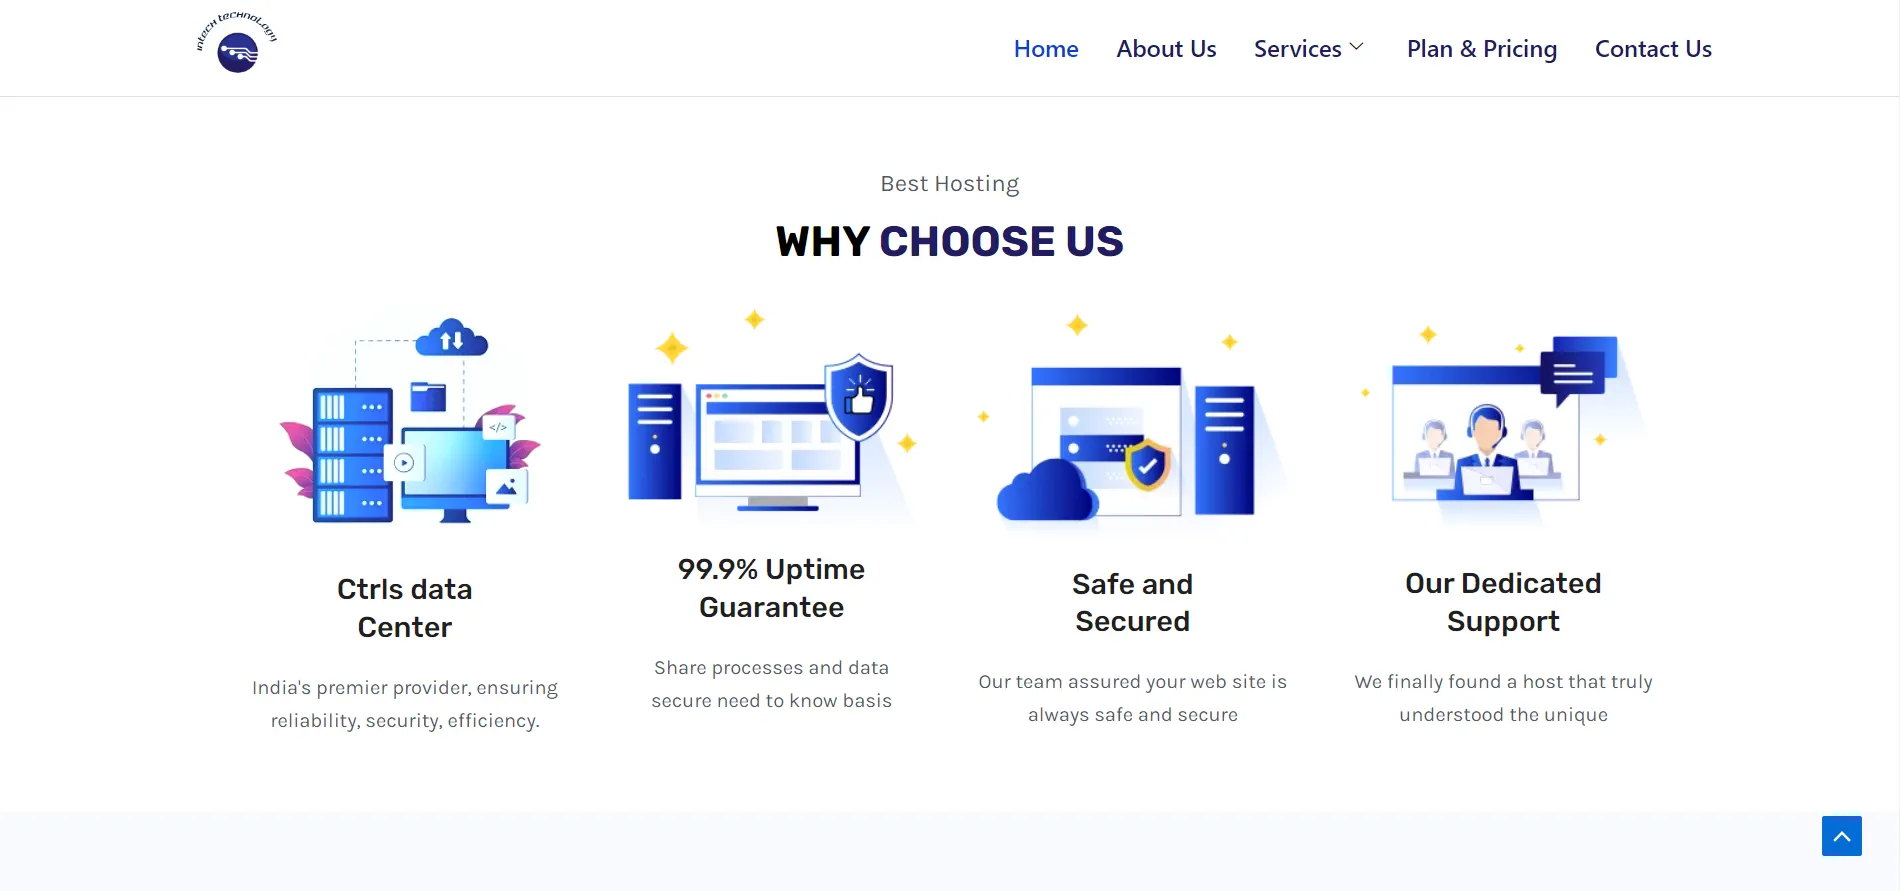 intech technology
Home
About Us
Services
Plan & Pricing
Contact Us
Best Hosting
WHY CHOOSE US
</>
Ctrls data
Center
India's premier provider, ensuring
reliability, security, efficiency.
99.9% Uptime
Guarantee
Share processes and data
secure need to know basis
Safe and
Secured
Our team assured your web site is
always safe and secure
Our Dedicated
Support
We finally found a host that truly
understood the unique